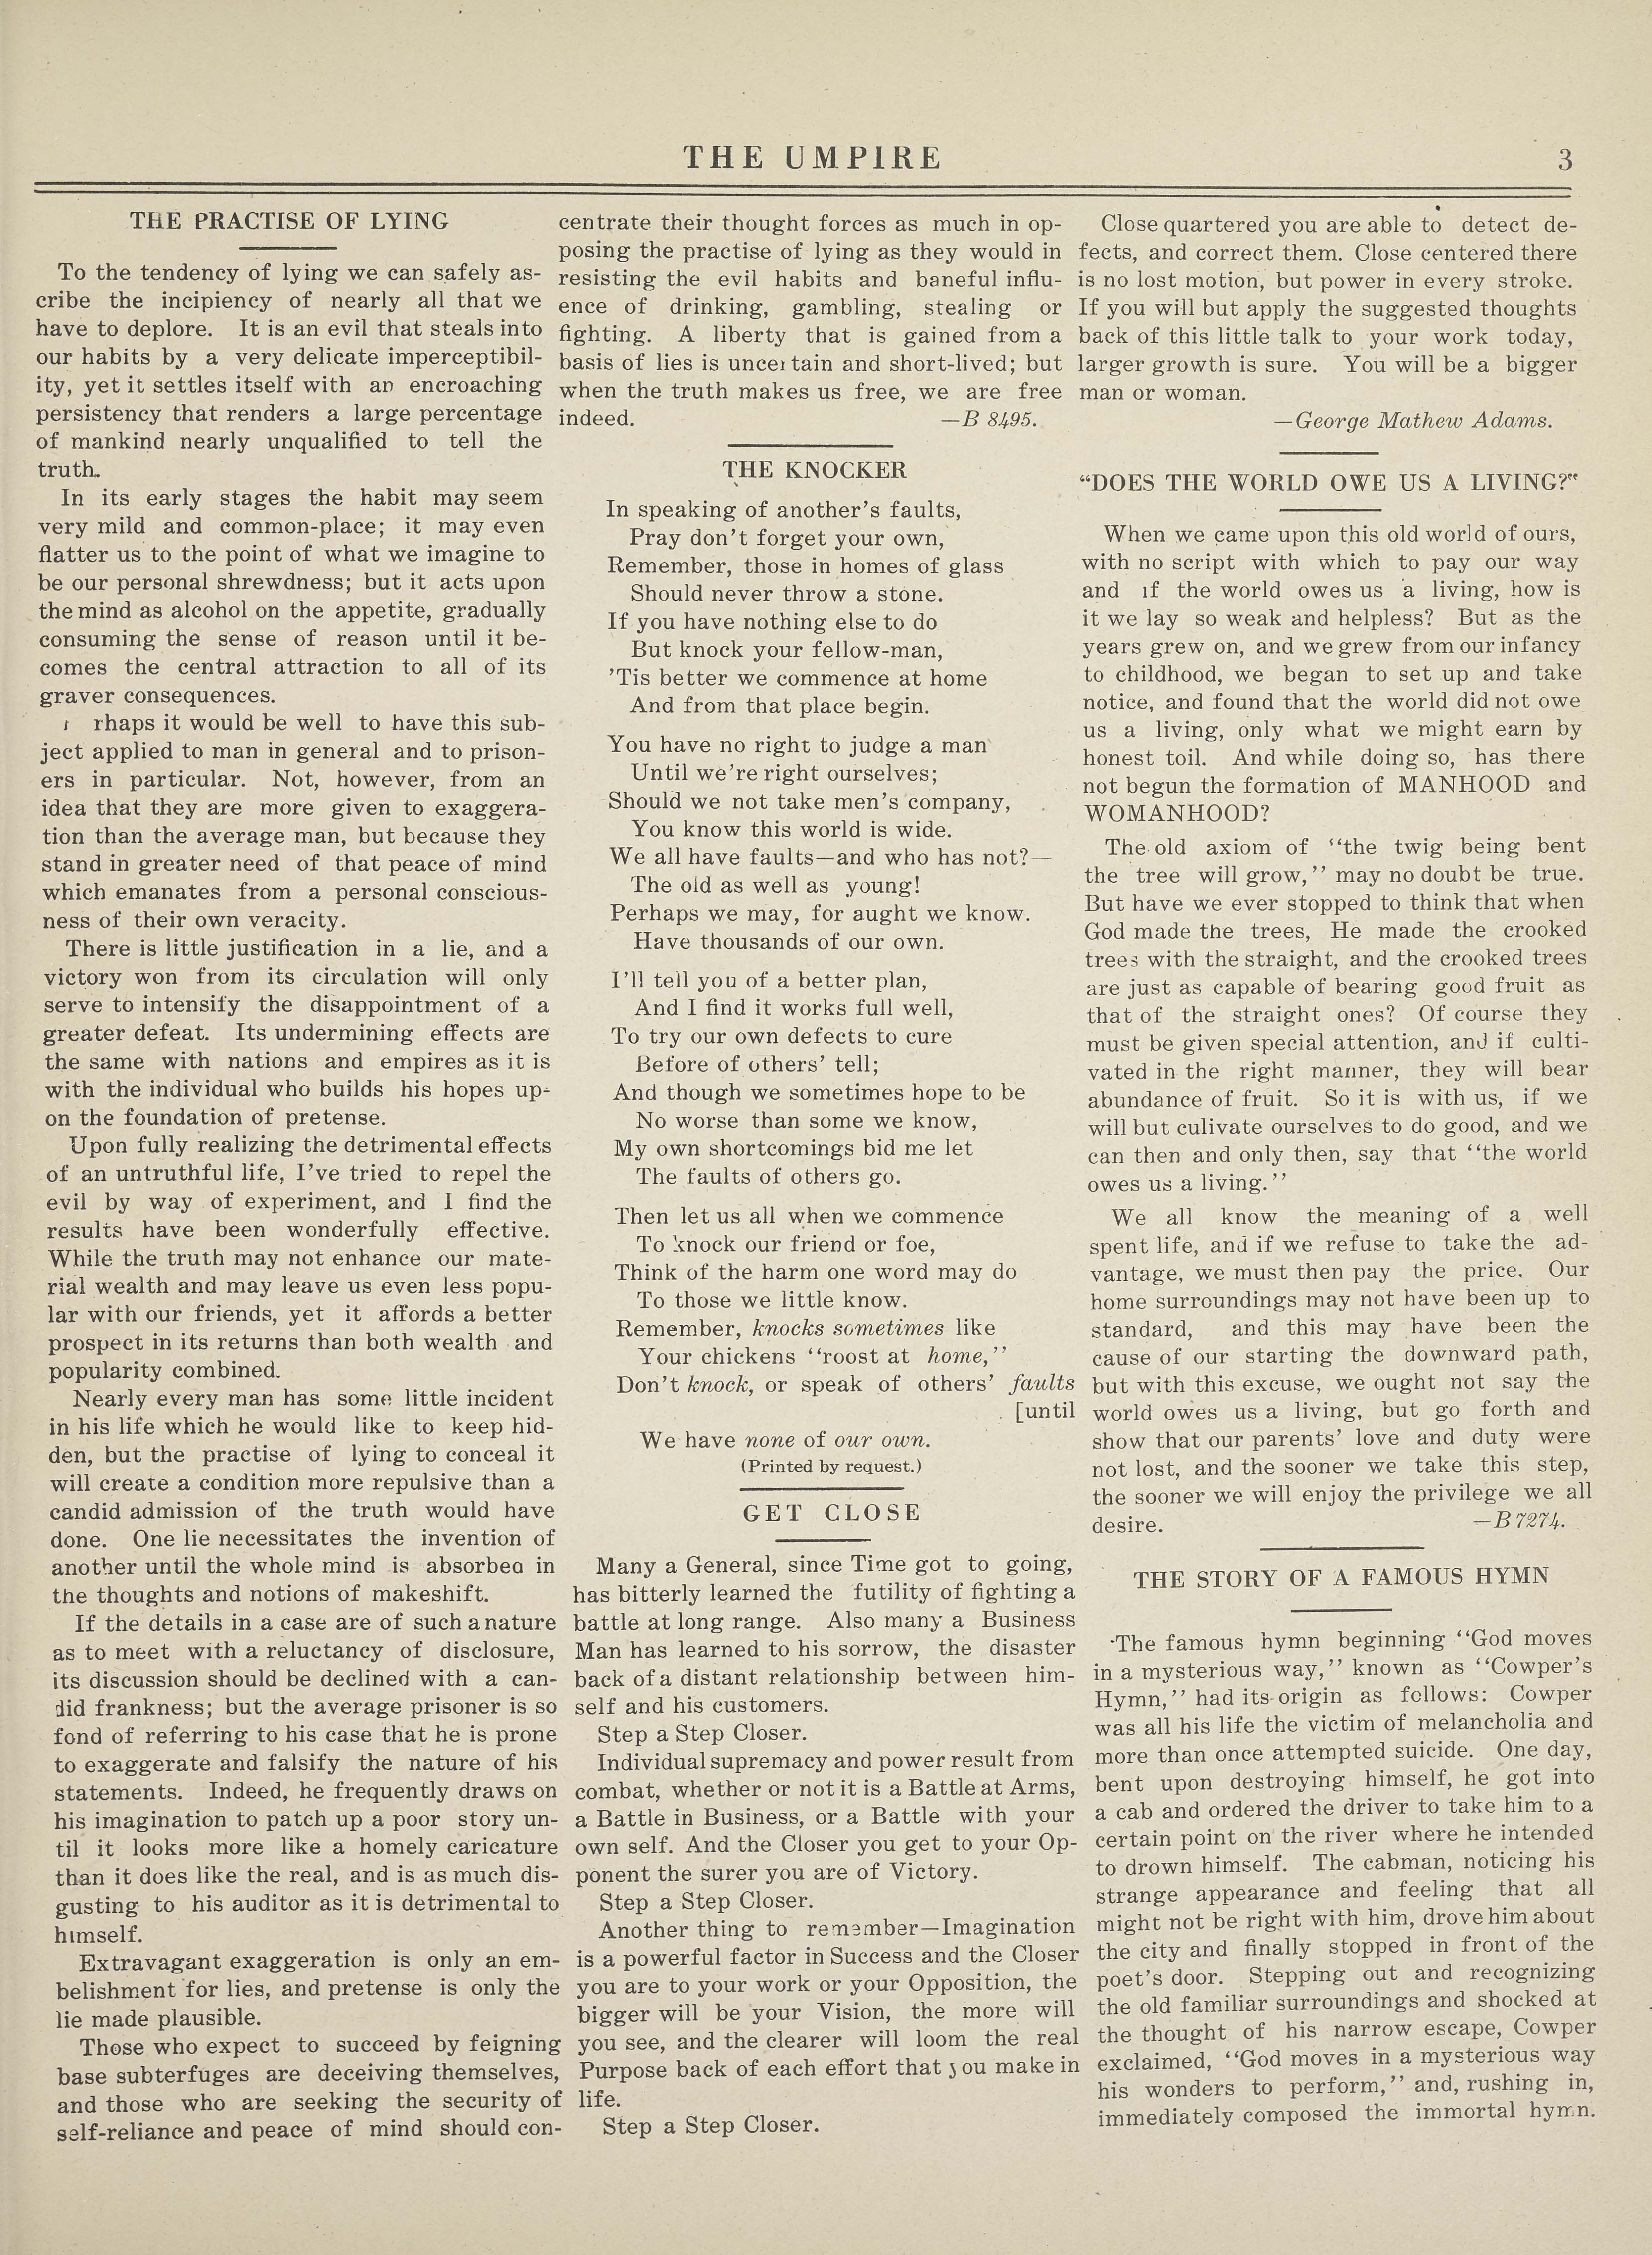 THE UMPIRE
3
THE PRACTISE OF LYING
To the tendency of lying we can safely as-
cribe the incipiency of nearly all that we
have to deplore. It is an evil that steals into
our habits by a very delicate imperceptibil-
ity, yet it settles itself with an encroaching
persistency that renders a large percentage
of mankind nearly unqualified to tell the
truth.
In its early stages the habit may seem
very mild and common-place; it may even
flatter us to the point of what we imagine to
be our personal shrewdness; but it acts upon
the mind as alcohol on the appetite, gradually
consuming the sense of reason until it be-
comes the central attraction to all of its
graver consequences.
rhaps it would be well to have this sub-
ject applied to man in general and to prison-
ers in particular. Not, however, from an
idea that they are more given to exaggera-
tion than the average man, but because they
stand in greater need of that peace of mind
which emanates from a personal conscious-
ness of their own veracity.
There is little justification in a lie, and a
victory won from its circulation will only
serve to intensify the disappointment of a
greater defeat. Its undermining effects are
the same with nations and empires as it is
with the individual who builds his hopes up-
on the foundation of pretense.
Upon fully realizing the detrimental effects
of an untruthful life, I've tried to repel the
evil by way of experiment, and I find the
results have been wonderfully effective.
While the truth may not enhance our mate-
rial wealth and may leave us even less popu-
lar with our friends, yet it affords a better
prospect in its returns than both wealth and
popularity combined.
Nearly every man has some little incident
in his life which he would like to keep hid-
den, but the practise of lying to conceal it
will create a condition more repulsive than a
candid admission of the truth would have
done. One lie necessitates the invention of
another until the whole mind is absorbed in
the thoughts and notions of makeshift.
If the details in a case are of such a nature
as to meet with a reluctancy of disclosure,
its discussion should be declined with a can-
did frankness; but the average prisoner is so
fond of referring to his case that he is prone
to exaggerate and falsify the nature of his
statements. Indeed, he frequently draws on
his imagination to patch up a poor story un-
til it looks more like a homely caricature
than it does like the real, and is as much dis-
gusting to his auditor as it is detrimental to
himself.
Extravagant exaggeration is only an em-
belishment for lies, and pretense is only the
lie made plausible.
Those who expect to succeed by feigning
base subterfuges are deceiving themselves,
and those who are seeking the security of
self-reliance and peace of mind should con-
centrate their thought forces as much in op-
posing the practise of lying as they would in
resisting the evil habits and baneful influ-
ence of drinking, gambling, stealing or
fighting. A liberty that is gained from a
basis of lies is uncertain and short-lived; but
when the truth makes us free, we are free
indeed. —B 8495.
THE KNOCKER
In speaking of another's faults,
Pray don't forget your own,
Remember, those in homes of glass
Should never throw a stone.
If you have nothing else to do
But knock your fellow-man,
'Tis better we commence at home
And from that place begin.
You have no right to judge a man
Until we're right ourselves;
Should we not take men's company,
You know this world is wide.
We all have faults—and who has not?—
The old as well as young!
Perhaps we may, for aught we know.
Have thousands of our own.
I'll tell you of a better plan,
And I find it works full well,
To try our own defects to cure
Before of others' tell;
And though we sometimes hope to be
No worse than some we know,
My own shortcomings bid me let
The faults of others go.
Then let us all when we commence
To knock our friend or foe,
Think of the harm one word may do
To those we little know.
Remember, knocks sometimes like
Your chickens "roost at home,"
Don't knock, or speak of others' faults
[until
We have none of our own.
(Printed by request.)
GET CLOSE
Many a General, since Time got to going,
has bitterly learned the futility of fighting a
battle at long range. Also many a Business
Man has learned to his sorrow, the disaster
back of a distant relationship between him-
self and his customers.
Step a Step Closer.
Individual supremacy and power result from
combat, whether or not it is a Battle at Arms,
a Battle in Business, or a Battle with your
own self. And the Closer you get to your Op-
ponent the surer you are of Victory.
Step a Step Closer.
Another thing to remember—Imagination
is a powerful factor in Success and the Closer
you are to your work or your Opposition, the
bigger will be your Vision, the more will
you see, and the clearer will loom the real
Purpose back of each effort that you make in
life.
Step a Step Closer.
Close quartered you are able to detect de-
fects, and correct them. Close centered there
is no lost motion, but power in every stroke.
If you will but apply the suggested thoughts
back of this little talk to your work today,
larger growth is sure. You will be a bigger
man or woman.
—George Mathew Adams.
"DOES THE WORLD OWE US A LIVING?"
When we came upon this old world of ours,
with no script with which to pay our way
and if the world owes us a living, how is
it we lay so weak and helpless? But as the
years grew on, and we grew from our infancy
to childhood, we began to set up and take
notice, and found that the world did not owe
us a living, only what we might earn by
honest toil. And while doing so, has there
not begun the formation of MANHOOD and
WOMANHOOD?
The old axiom of "the twig being bent
the tree will grow," may no doubt be true.
But have we ever stopped to think that when
God made the trees, He made the crooked
trees with the straight, and the crooked trees
are just as capable of bearing good fruit as
that of the straight ones? Of course they
must be given special attention, and if culti-
vated in the right manner, they will bear
abundance of fruit. So it is with us, if we
will but culivate ourselves to do good, and we
can then and only then, say that "the world
owes us a living."
We all know the meaning of a well
spent life, and if we refuse to take the ad-
vantage, we must then pay the price. Our
home surroundings may not have been up to
standard, and this may have been the
cause of our starting the downward path,
but with this excuse, we ought not say the
world owes us a living, but go forth and
show that our parents' love and duty were
not lost, and the sooner we take this step,
the sooner we will enjoy the privilege we all
desire. —B 7274.
THE STORY OF A FAMOUS HYMN
The famous hymn beginning "God moves
in a mysterious way," known as "Cowper's
Hymn," had its origin as follows: Cowper
was all his life the victim of melancholia and
more than once attempted suicide. One day,
bent upon destroying himself, he got into
a cab and ordered the driver to take him to a
certain point on the river where he intended
to drown himself. The cabman, noticing his
strange appearance and feeling that all
might not be right with him, drove him about
the city and finally stopped in front of the
poet's door. Stepping out and recognizing
the old familiar surroundings and shocked at
the thought of his narrow escape, Cowper
exclaimed, "God moves in a mysterious way
his wonders to perform," and, rushing in,
immediately composed the immortal hymn.